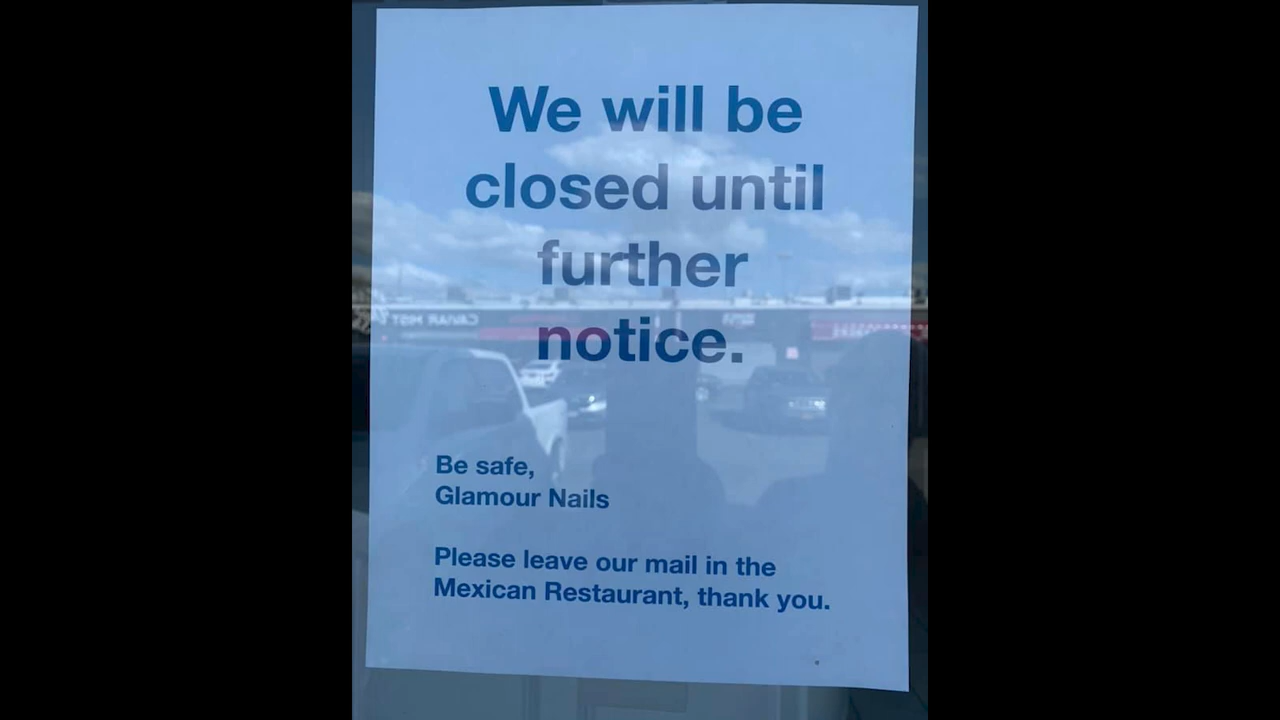 We will be
closed until
further
notice.
Be safe,
Glamour Nails
Please leave our mail in the
Mexican Restaurant, thank you.